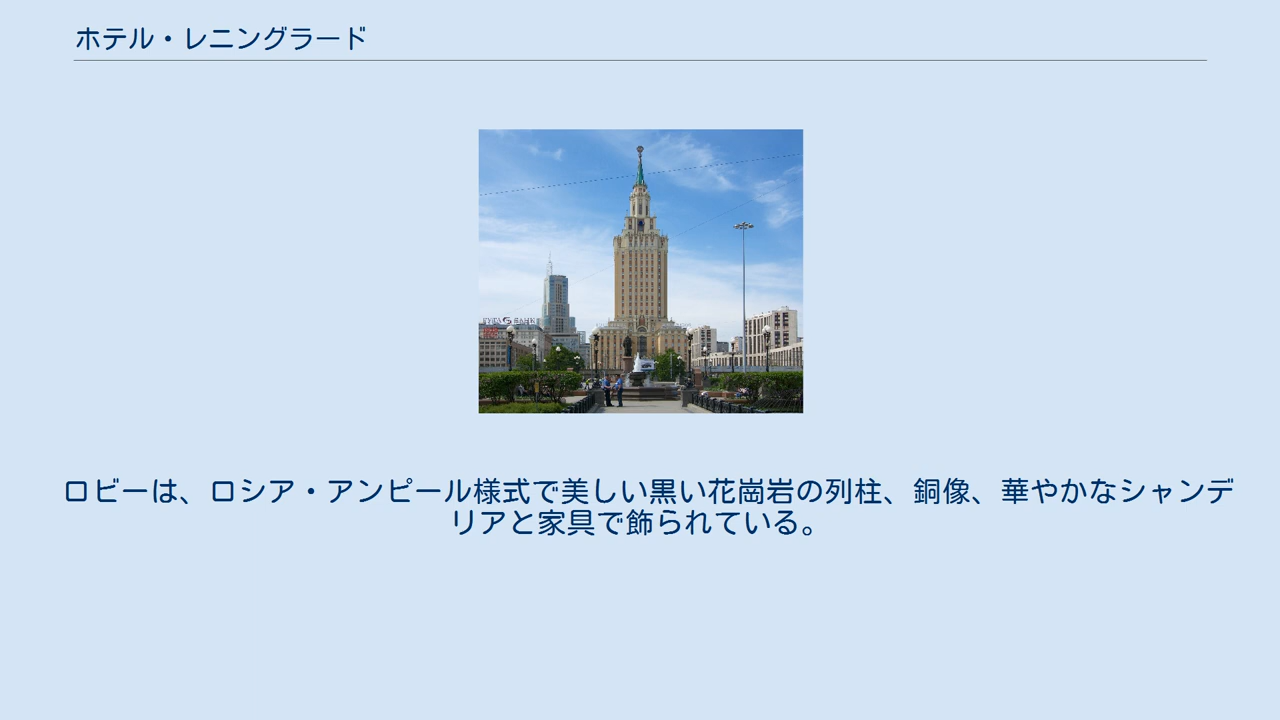 ホテル・レニングラード
ロビーは、ロシア・アンピール様式で美しい黒い花崗岩の列柱、銅像、華やかなシャンデ
リアと家具で飾られている。